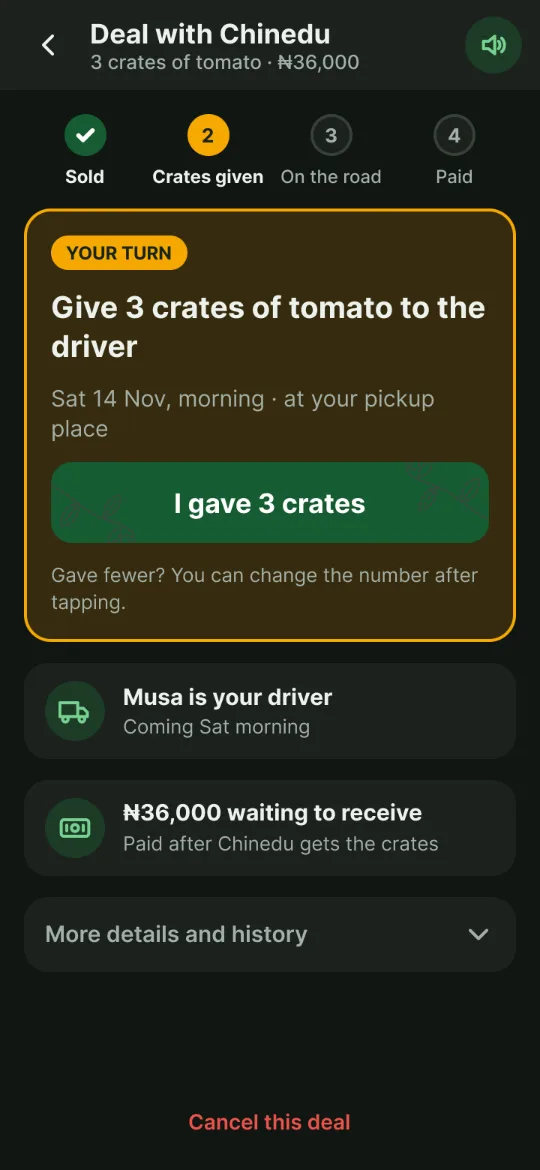 Deal with Chinedu
3 crates of tomato · ₦36,000
2
3
4
Sold
Crates given
On the road
Paid
YOUR TURN
Give 3 crates of tomato to the
driver
Sat 14 Nov, morning · at your pickup
place
I gave 3 crates
Gave fewer? You can change the number after
tapping.
Musa is your driver
Coming Sat morning
₦36,000 waiting to receive
Paid after Chinedu gets the crates
More details and history
Cancel this deal